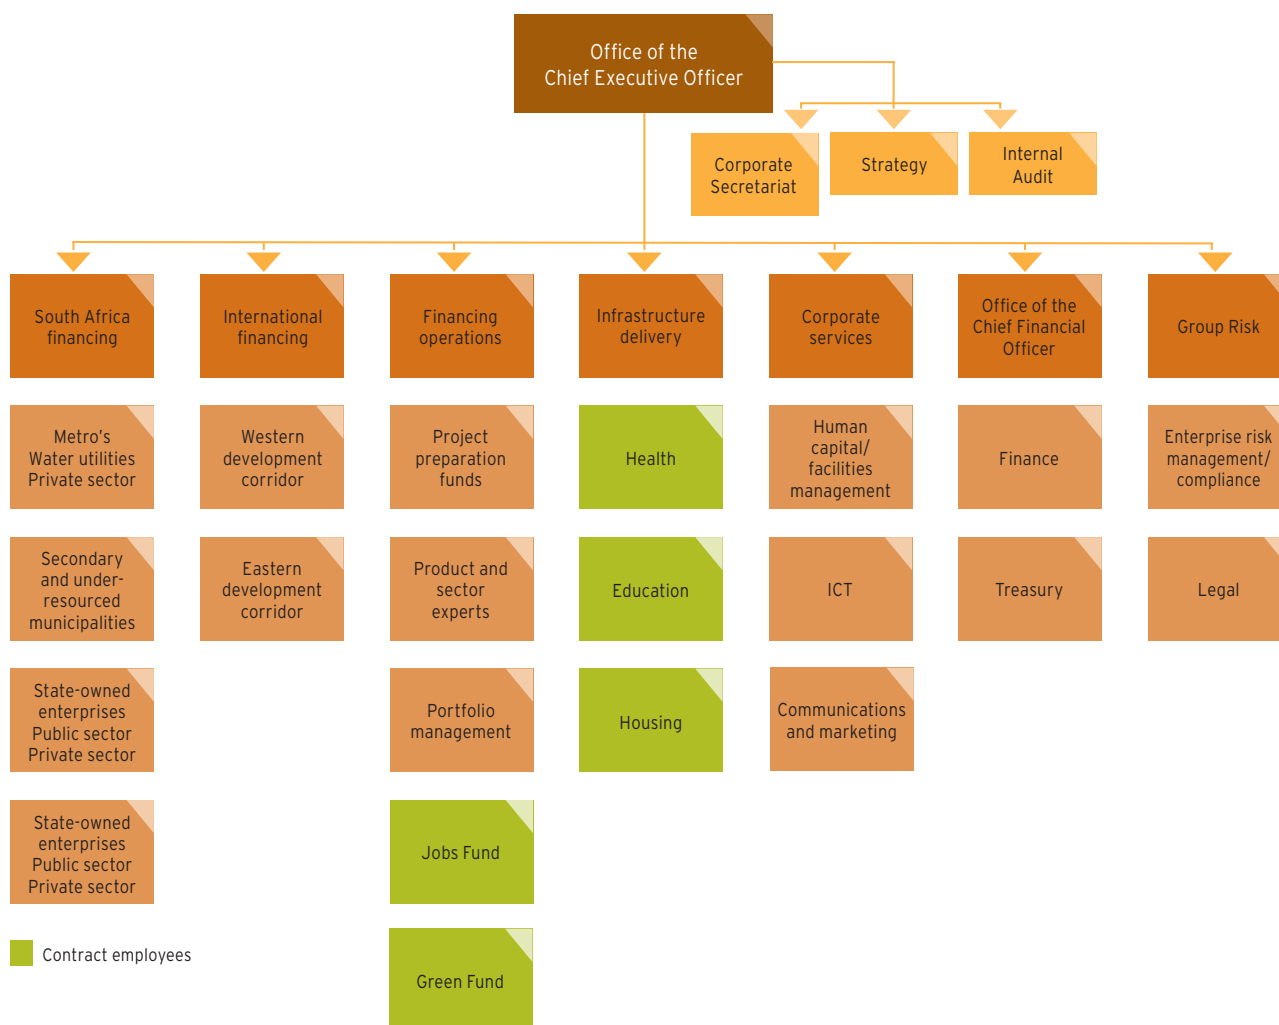 Office of the
Chief Executive Officer
Corporate
Secretariat
Strategy
Internal
Audit
South Africa
financing
International
financing
Financing
operations
Infrastructure
delivery
Corporate
services
Office of the
Chief Financial
Officer
Group Risk
Metro’s
Water utilities
Private sector
Western
development
corridor
Project
preparation
funds
Health
Human
capital/
facilities
management
Finance
Enterprise risk
management/
compliance
Secondary
and under-
resourced
municipalities
Eastern
development
corridor
Product and
sector
experts
Education
ICT
Treasury
Legal
State-owned
enterprises
Public sector
Private sector
Portfolio
management
Housing
Communications
and marketing
State-owned
enterprises
Public sector
Private sector
Jobs Fund
Contract employees
Green Fund